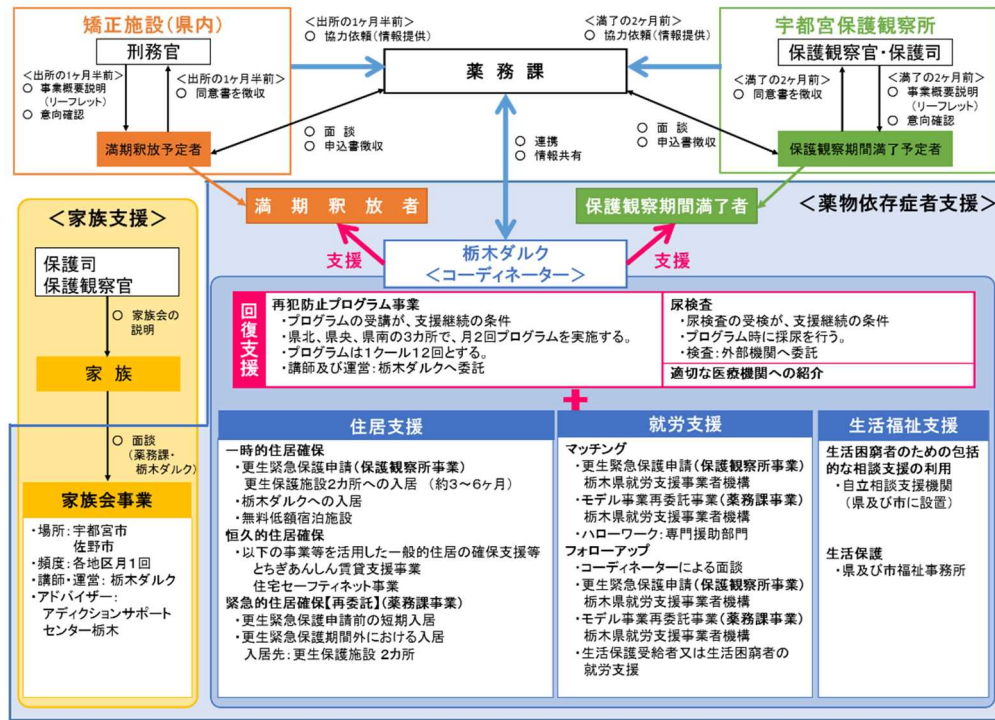 矯正施設(県内)
刑務官
<出所の1ヶ月半前>
○ 事業概要説明
(リーフレット)
○ 意向確認
<出所の1ヶ月半前>
○ 同意書を徴収
満期釈放予定者
<出所の1ヶ月半前>
○ 協力依頼(情報提供)
薬務課
<満了の2ヶ月前>
○ 協力依頼(情報提供)
宇都宮保護観察所
保護観察官・保護司
<満了の2ヶ月前>
○ 同意書を徴収
<満了の2ヶ月前>
○ 事業概要説明
(リーフレット)
○ 意向確認
保護観察期間満了予定者
○ 面 談
○ 申込書徴収
○ 連携
○ 情報共有
○ 面 談
○ 申込書徴収
<家族支援>
保護司
保護観察官
○ 家族会の
説明
家 族
○ 面談
(薬務課・
栃木ダルク)
家族会事業
・場所:宇都宮市
佐野市
・頻度:各地区月1回
・講師・運営:栃木ダルク
・アドバイザー:
アディクションサポート
センター栃木
<薬物依存症者支援>
満 期 釈 放 者
保護観察期間満了者
支援
栃木ダルク
<コーディネーター>
支援
回復支援
再犯防止プログラム事業
・プログラムの受講が、支援継続の条件
・県北、県央、県南の3カ所で、月2回プログラムを実施する。
・プログラムは1クール12回とする。
・講師及び運営:栃木ダルクへ委託
尿検査
・尿検査の受検が、支援継続の条件
・プログラム時に採尿を行う。
・検査:外部機関へ委託
適切な医療機関への紹介
+
住居支援
一時的住居確保
・更生緊急保護申請(保護観察所事業)
更生保護施設2カ所への入居 (約3~6ヶ月)
・栃木ダルクへの入居
・無料低額宿泊施設
恒久的住居確保
・以下の事業等を活用した一般的住居の確保支援等
とちぎあんしん賃貸支援事業
住宅セーフティネット事業
緊急的住居確保【再委託】(薬務課事業)
・更生緊急保護申請前の短期入居
・更生緊急保護期間外における入居
入居先:更生保護施設 2カ所
就労支援
マッチング
・更生緊急保護申請(保護観察所事業)
栃木県就労支援事業者機構
・モデル事業再委託事業(薬務課事業)
栃木県就労支援事業者機構
・ハローワーク:専門援助部門
フォローアップ
・コーディネーターによる面談
・更生緊急保護申請(保護観察所事業)
栃木県就労支援事業者機構
・モデル事業再委託事業(薬務課事業)
栃木県就労支援事業者機構
・生活保護受給者又は生活困窮者の
就労支援
生活福祉支援
生活困窮者のための包括
的な相談支援の利用
・自立相談支援機関
(県及び市に設置)
生活保護
・県及び市福祉事務所